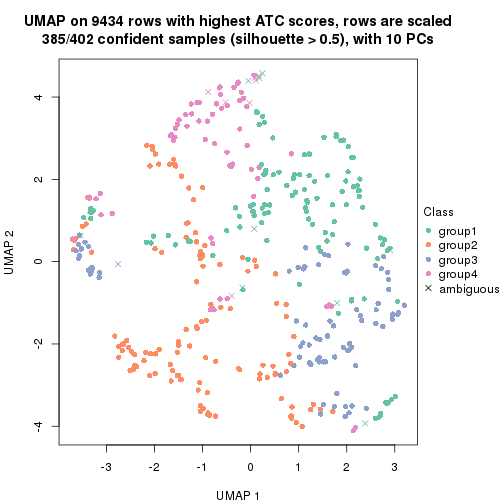 UMAP on 9434 rows with highest ATC scores, rows are scaled
385/402 confident samples (silhouette > 0.5), with 10 PCs
4
2
0
-2
-4
UMAP 2
-3
-2
-1
0
1
2
3
UMAP 1
Class
group1
group2
group3
group4
ambiguous